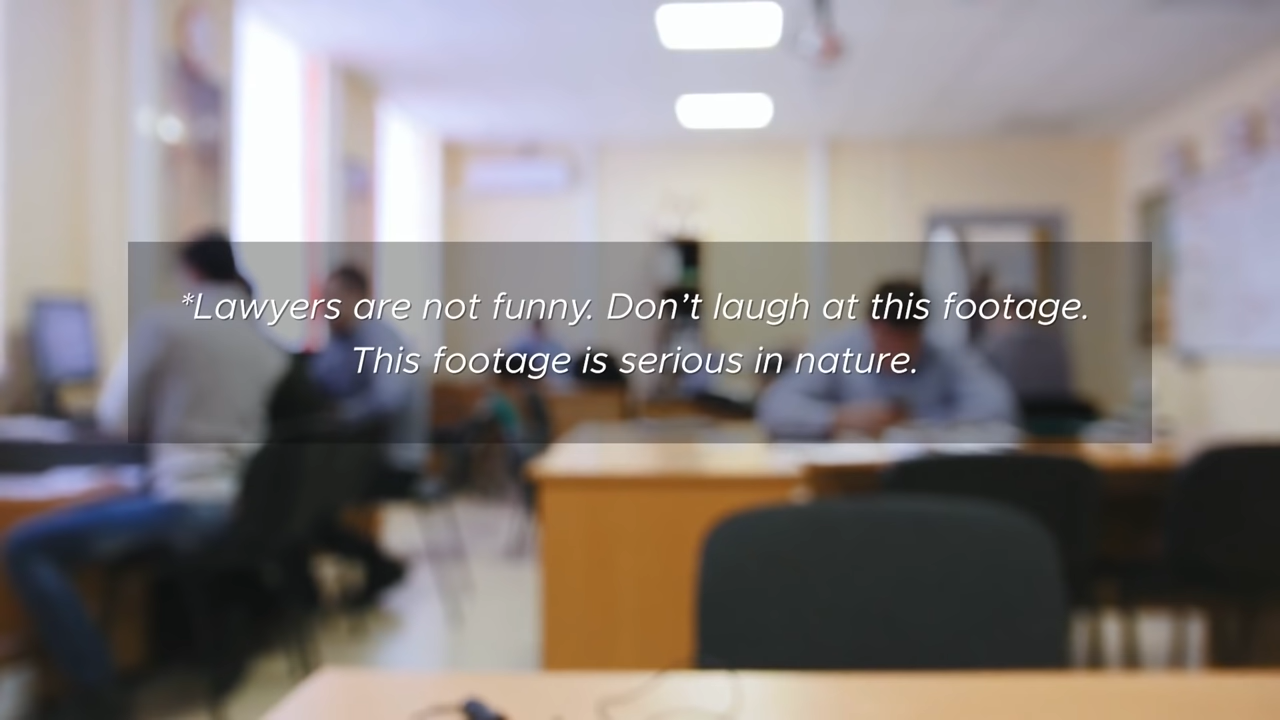 *Lawyers are not funny. Don’t laugh at this footage.
This footage is serious in nature.